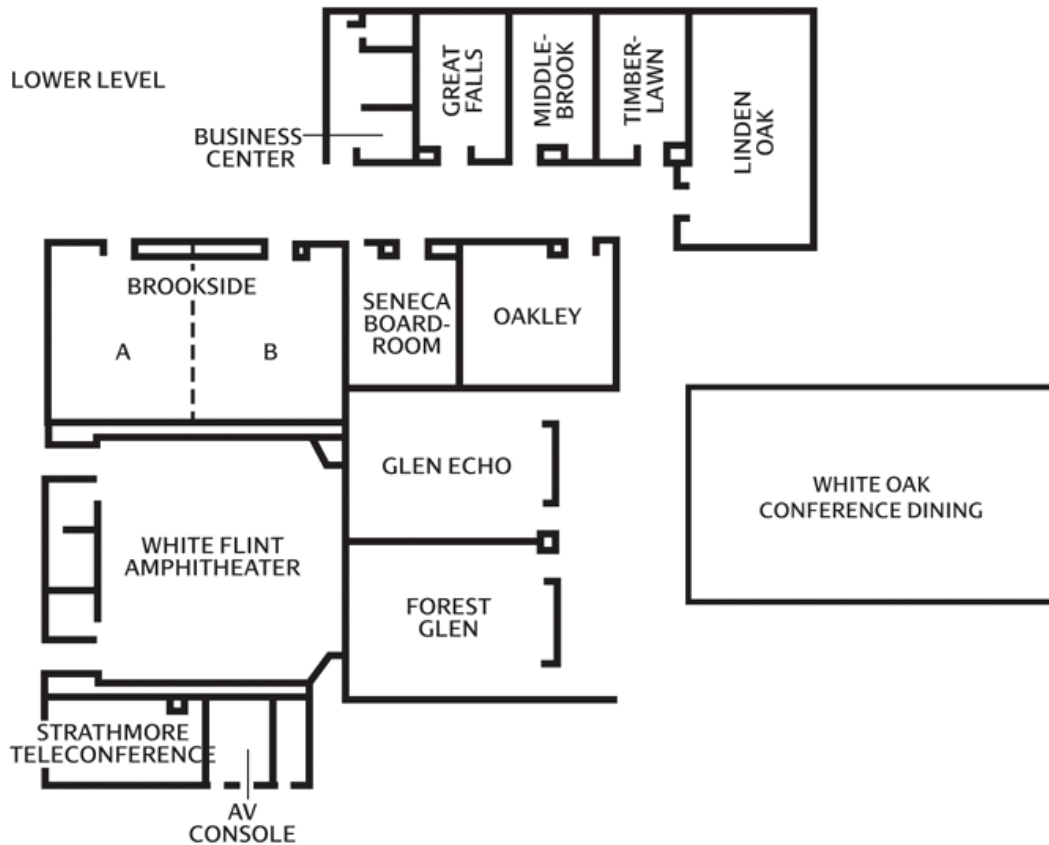 LOWER LEVEL
BUSINESS
CENTER
GREAT
FALLS
MIDDLE-
BROOK
TIMBER-
LAWN
LINDEN
OAK
BROOKSIDE
A
B
SENECA
BOARD-
ROOM
OAKLEY
GLEN ECHO
WHITE OAK
CONFERENCE DINING
WHITE FLINT
AMPHITHEATER
FOREST
GLEN
STRATHMORE
TELECONFERENCE
AV
CONSOLE